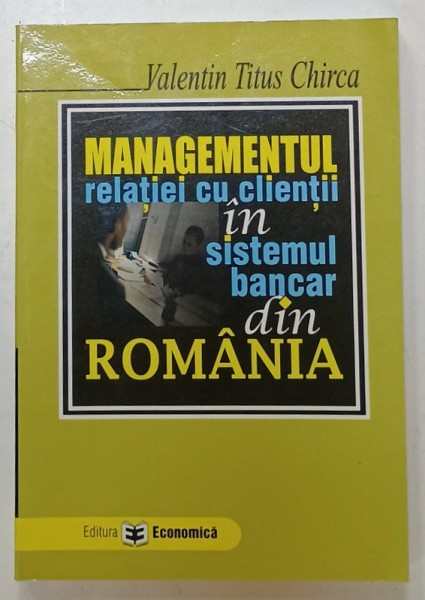 Valentin Titus Chirca
MANAGEMENTUL
relației cu clienții
în
sistemul
bancar
din
ROMÂNIA
Editura Economică